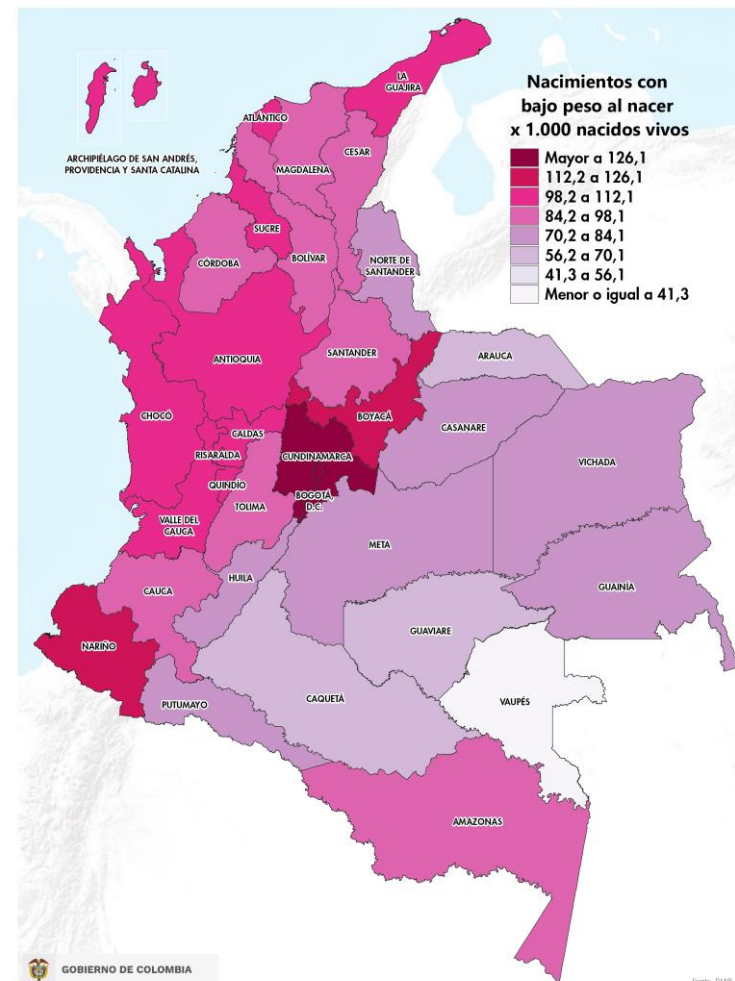 Nacimientos con
bajo peso al nacer
x 1.000 nacidos vivos
Mayor a 126,1
112,2 a 126,1
98,2 a 112,1
84,2 a 98,1
70,2 a 84,1
56,2 a 70,1
41,3 a 56,1
Menor o igual a 41,3
ARCHIPIÉLAGO DE SAN ANDRÉS,
PROVIDENCIA Y SANTA CATALINA
LA
GUAJIRA
ATLÁNTICO
MAGDALENA
CESAR
SUCRE
CÓRDOBA
BOLÍVAR
NORTE DE
SANTANDER
ANTIOQUIA
SANTANDER
ARAUCA
CHOCÓ
BOYACÁ
CASANARE
CALDAS
RISARALDA
CUNDINAMARCA
VICHADA
QUINDÍO
BOGOTÁ,
D.C.
TOLIMA
VALLE DEL
CAUCA
META
HUILA
GUAINÍA
CAUCA
GUAVIARE
NARIÑO
CAQUETÁ
VAUPÉS
PUTUMAYO
AMAZONAS
GOBIERNO DE COLOMBIA